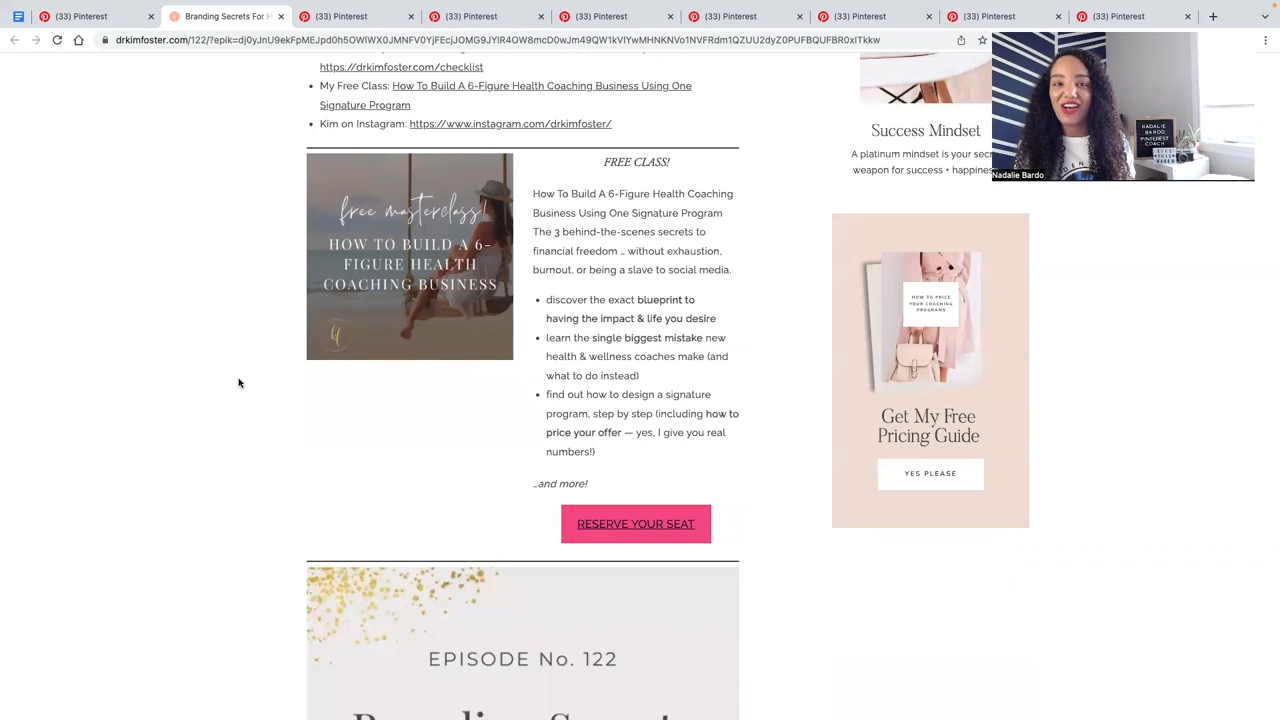 (33) Pinterest
Branding Secrets For H
(33) Pinterest
(33) Pinterest
(33) Pinterest
(33) Pinterest
(33) Pinterest
(33) Pinterest
(33) Pinterest
https://drkimfoster.com/checklist
My Free Class: How To Build A 6-Figure Health Coaching Business Using One
Signature Program
Kim on Instagram: https://www.instagram.com/drkimfoster/
free masterclass!
HOW TO BUILD A 6-
FIGURE HEALTH
COACHING BUSINESS
FREE CLASS!
How To Build A 6-Figure Health Coaching
Business Using One Signature Program
The 3 behind-the-scenes secrets to
financial freedom … without exhaustion,
burnout, or being a slave to social media.
discover the exact blueprint to
having the impact & life you desire
learn the single biggest mistake new
health & wellness coaches make (and
what to do instead)
find out how to design a signature
program, step by step (including how to
price your offer — yes, I give you real
numbers!)
…and more!
RESERVE YOUR SEAT
EPISODE No. 122
Success Mindset
A platinum mindset is your secr
weapon for success + happines
HOW TO PRICE
YOUR COACHING
PROGRAMS
Get My Free
Pricing Guide
YES PLEASE
NADALIE
BARDO,
PINTEREST
COACH
Nadalie Bardo